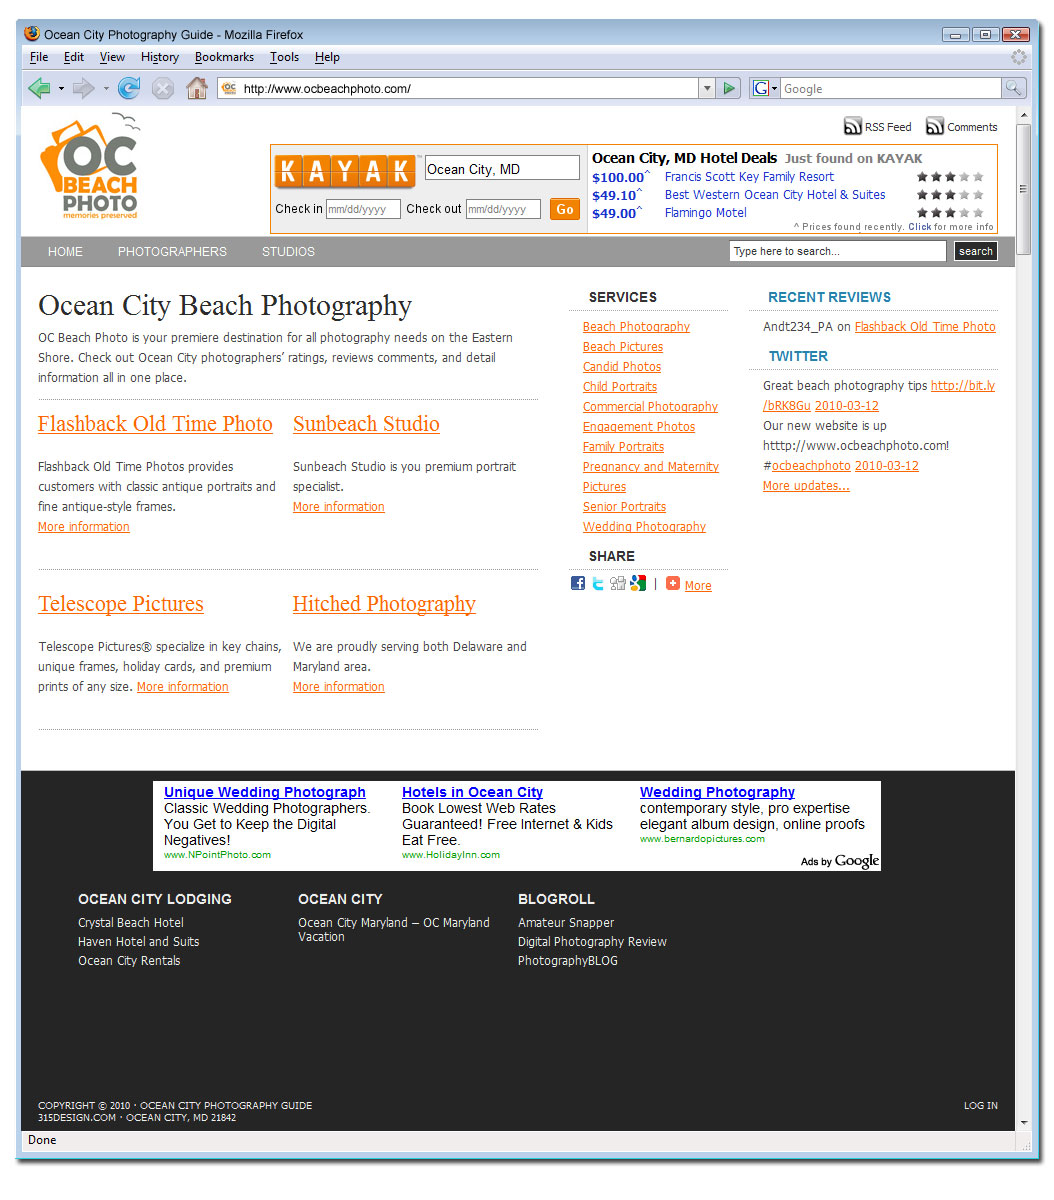 Ocean City Photography Guide - Mozilla Firefox
File Edit View History Bookmarks Tools Help
http://www.ocbeachphoto.com/
Google
OC
BEACH
PHOTO
memories preserved
RSS Feed Comments
KAYAK™
Ocean City, MD
Check in mm/dd/yyyy Check out mm/dd/yyyy Go
Ocean City, MD Hotel Deals Just found on KAYAK
$100.00^ Francis Scott Key Family Resort
$49.10^ Best Western Ocean City Hotel & Suites
$49.00^ Flamingo Motel
^ Prices found recently. Click for more info
HOME PHOTOGRAPHERS STUDIOS
Type here to search... search
Ocean City Beach Photography
OC Beach Photo is your premiere destination for all photography needs on the Eastern
Shore. Check out Ocean City photographers’ ratings, reviews comments, and detail
information all in one place.
Flashback Old Time Photo
Flashback Old Time Photos provides
customers with classic antique portraits and
fine antique-style frames.
More information
Sunbeach Studio
Sunbeach Studio is you premium portrait
specialist.
More information
Telescope Pictures
Telescope Pictures® specialize in key chains,
unique frames, holiday cards, and premium
prints of any size. More information
Hitched Photography
We are proudly serving both Delaware and
Maryland area.
More information
SERVICES
Beach Photography
Beach Pictures
Candid Photos
Child Portraits
Commercial Photography
Engagement Photos
Family Portraits
Pregnancy and Maternity
Pictures
Senior Portraits
Wedding Photography
SHARE
| More
RECENT REVIEWS
Andt234_PA on Flashback Old Time Photo
TWITTER
Great beach photography tips http://bit.ly
/bRK8Gu 2010-03-12
Our new website is up
htttp://www.ocbeachphoto.com!
#ocbeachphoto 2010-03-12
More updates...
Unique Wedding Photograph
Classic Wedding Photographers.
You Get to Keep the Digital
Negatives!
www.NPointPhoto.com
Hotels in Ocean City
Book Lowest Web Rates
Guaranteed! Free Internet & Kids
Eat Free.
www.HolidayInn.com
Wedding Photography
contemporary style, pro expertise
elegant album design, online proofs
www.bernardopictures.com
Ads by Google
OCEAN CITY LODGING
Crystal Beach Hotel
Haven Hotel and Suits
Ocean City Rentals
OCEAN CITY
Ocean City Maryland – OC Maryland
Vacation
BLOGROLL
Amateur Snapper
Digital Photography Review
PhotographyBLOG
COPYRIGHT © 2010 · OCEAN CITY PHOTOGRAPHY GUIDE
315DESIGN.COM · OCEAN CITY, MD 21842
LOG IN
Done